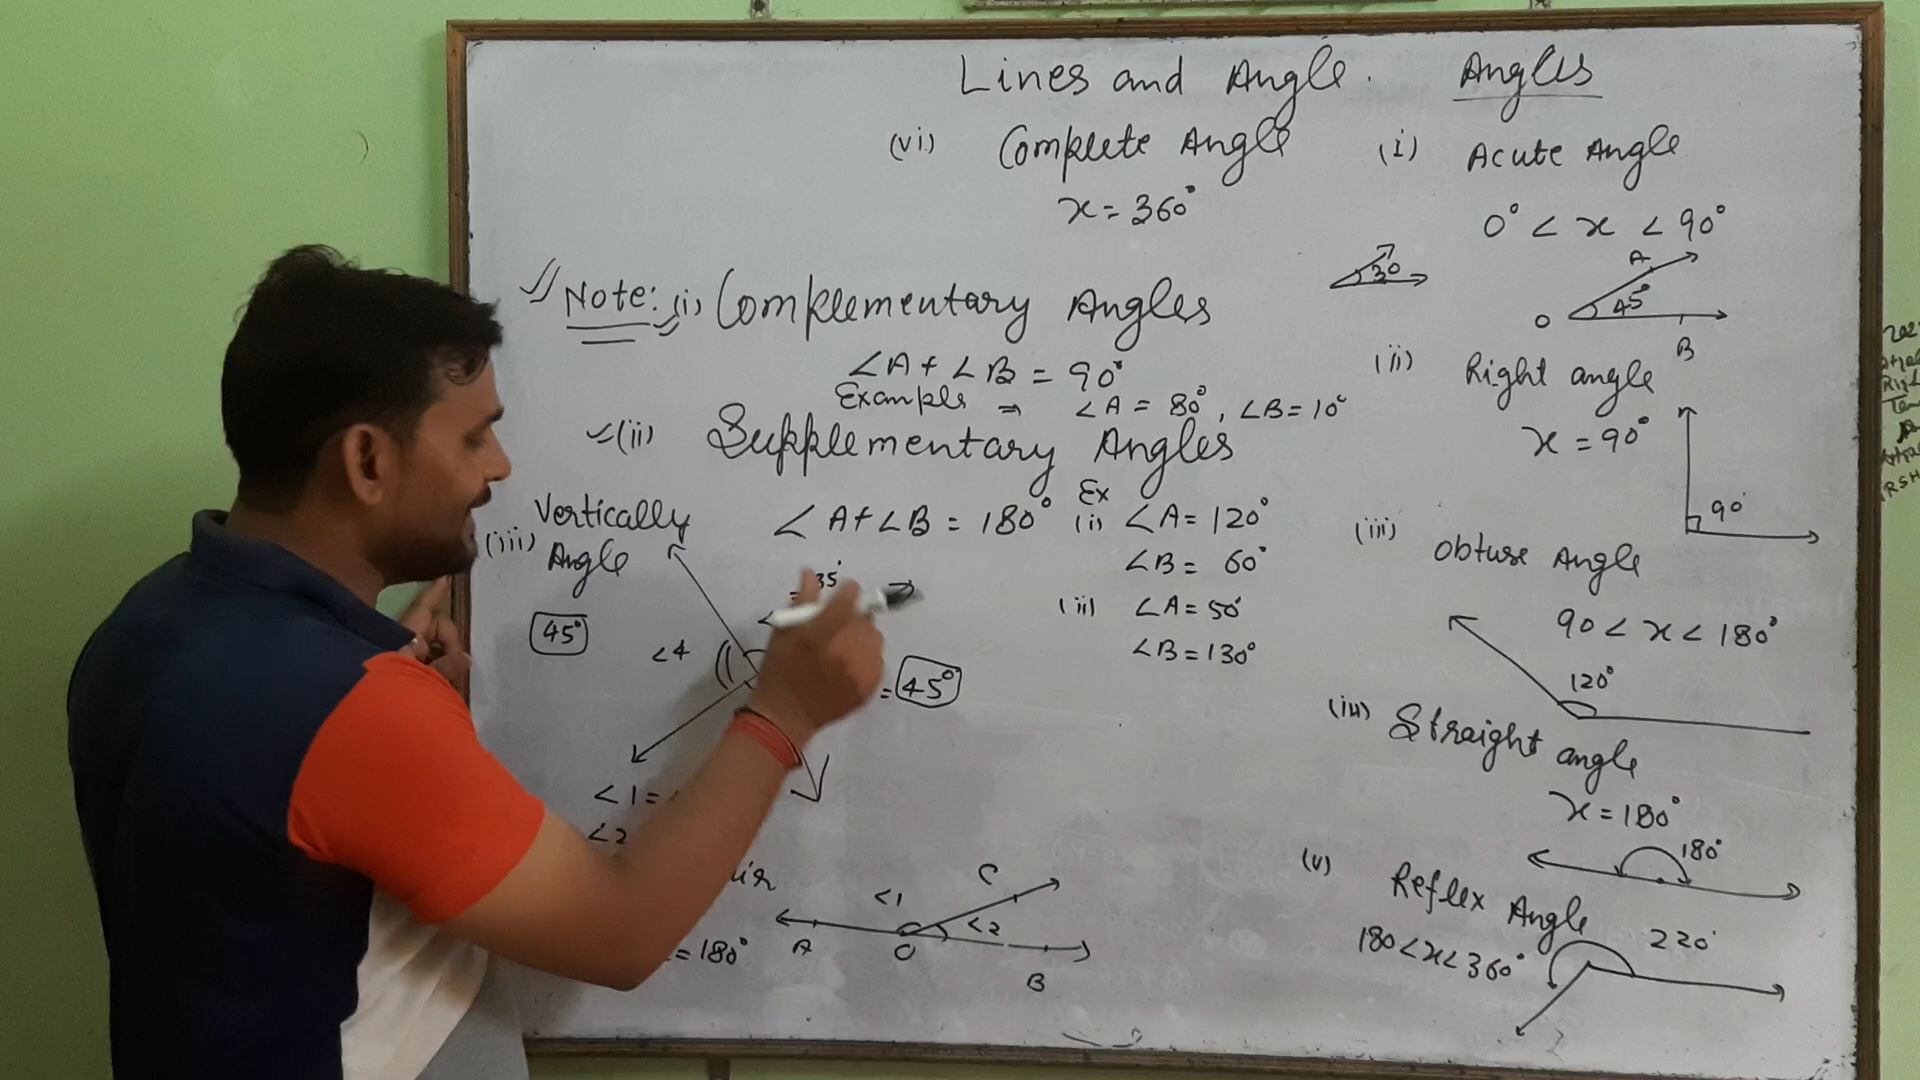 Lines and Angle. Angles
(vi) Complete Angle
x = 360°
(i) Acute Angle
0° < x < 90°
30
A
45°
O
B
(ii) Right angle
x = 90°
90°
(iii) Obtuse Angle
90 < x < 180°
120°
(iv) Straight angle
x = 180°
180°
(v) Reflex Angle
180 < x < 360°
220°
Note: (i) Complementary Angles
∠A + ∠B = 90°
Example ⇒ ∠A = 80°, ∠B = 10°
(ii) Supplementary Angles
∠A + ∠B = 180°
Ex
(i) ∠A = 120°
∠B = 60°
(ii) ∠A = 50°
∠B = 130°
(iii) Vertically
Angle
45°
∠4
35°
= 45°
∠1 =
∠2
= 180°
∠1
C
∠2
A
O
B